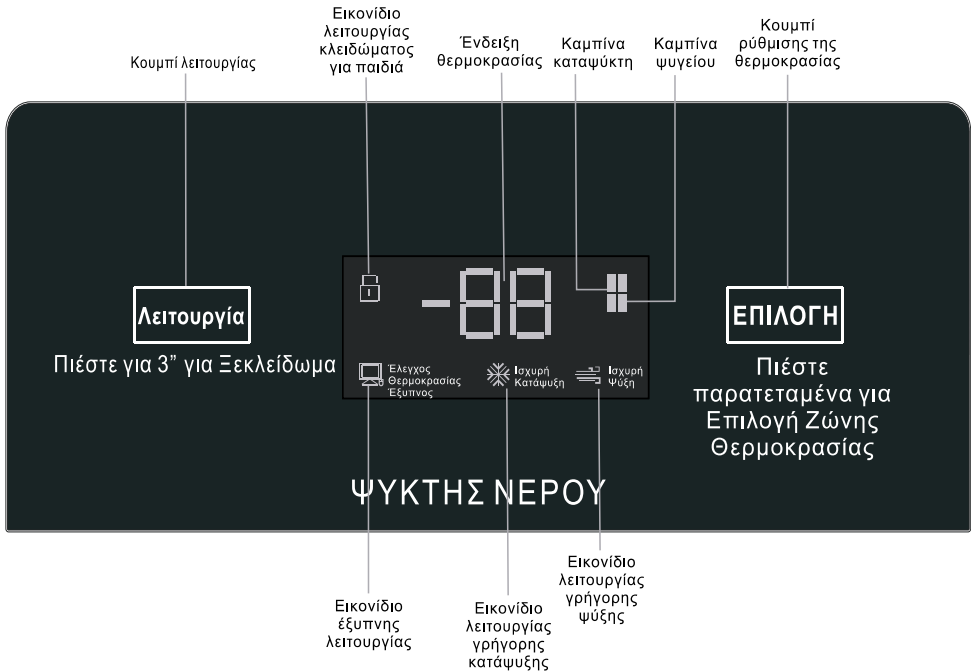 Κουμπί λειτουργίας
Εικονίδιο
λειτουργίας
κλειδώματος
για παιδιά
Ένδειξη
θερμοκρασίας
Καμπίνα
καταψύκτη
Καμπίνα
ψυγείου
Κουμπί
ρύθμισης της
θερμοκρασίας
-88
Λειτουργία
Πιέστε για 3" για Ξεκλείδωμα
Έλεγχος
Θερμοκρασίας
Έξυπνος
Ισχυρή
Κατάψυξη
Ισχυρή
Ψύξη
ΕΠΙΛΟΓΗ
Πιέστε
παρατεταμένα για
Επιλογή Ζώνης
Θερμοκρασίας
ΨΥΚΤΗΣ ΝΕΡΟΥ
Εικονίδιο
έξυπνης
λειτουργίας
Εικονίδιο
λειτουργίας
γρήγορης
κατάψυξης
Εικονίδιο
λειτουργίας
γρήγορης
ψύξης